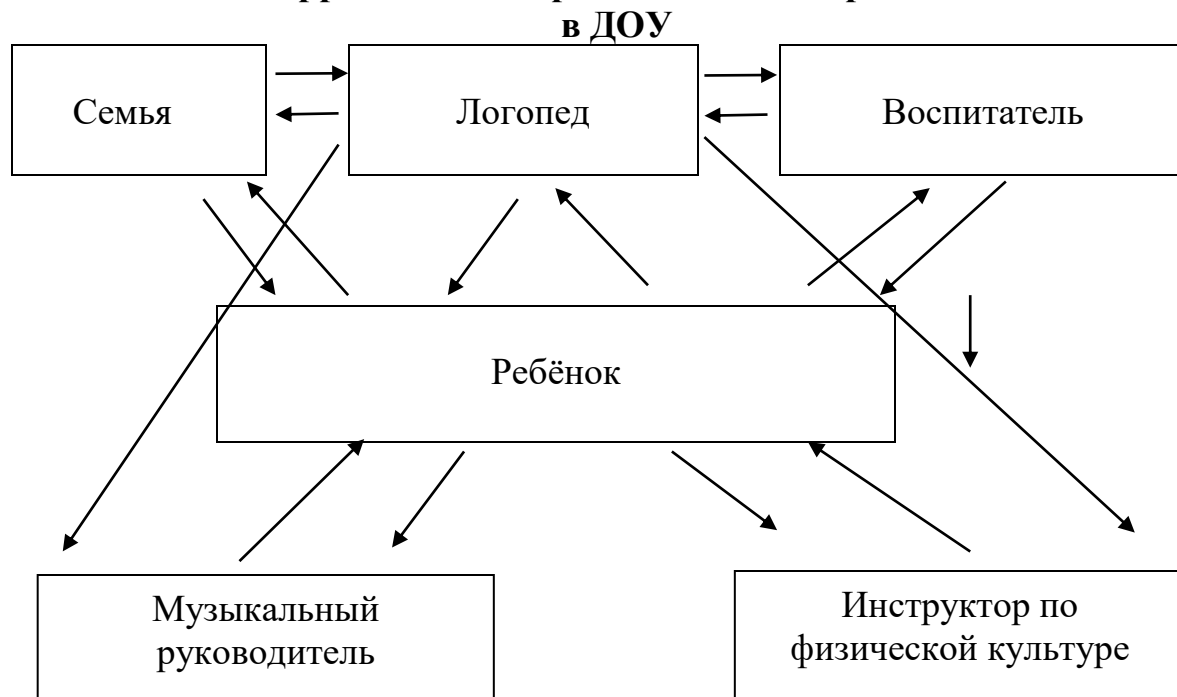 в ДОУ
Семья
Логопед
Воспитатель
Ребёнок
Музыкальный
руководитель
Инструктор по
физической культуре